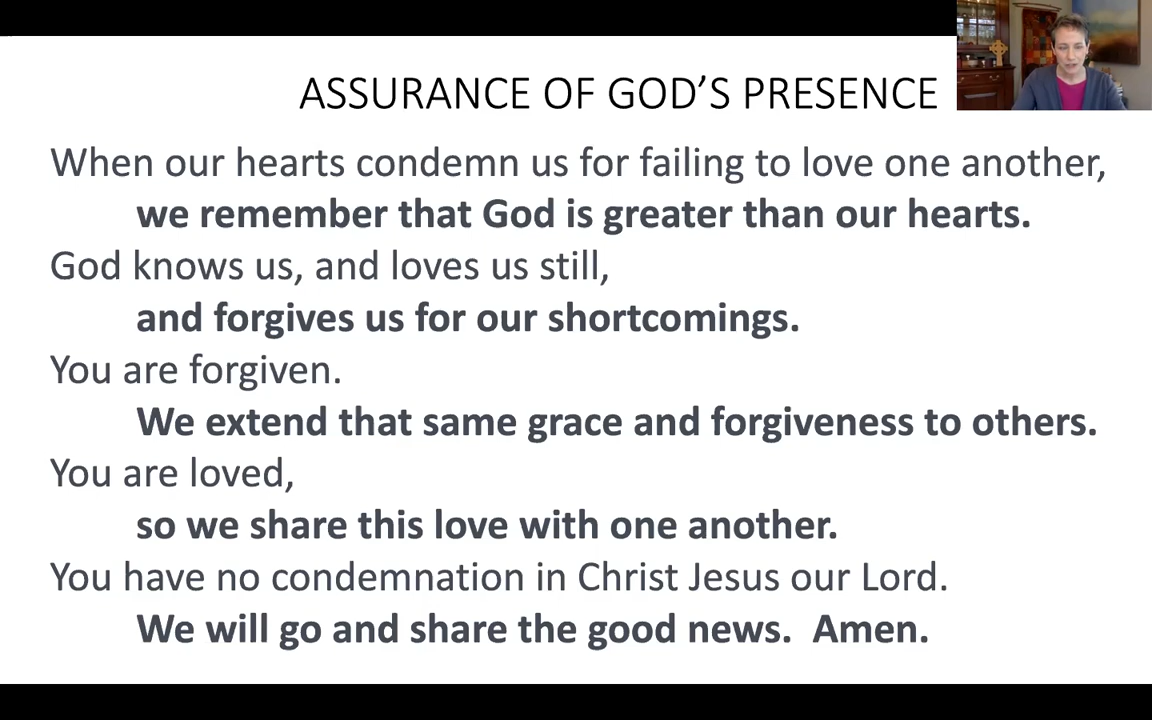 ASSURANCE OF GOD’S PRESENCE
When our hearts condemn us for failing to love one another,
we remember that God is greater than our hearts.
God knows us, and loves us still,
and forgives us for our shortcomings.
You are forgiven.
We extend that same grace and forgiveness to others.
You are loved,
so we share this love with one another.
You have no condemnation in Christ Jesus our Lord.
We will go and share the good news.  Amen.